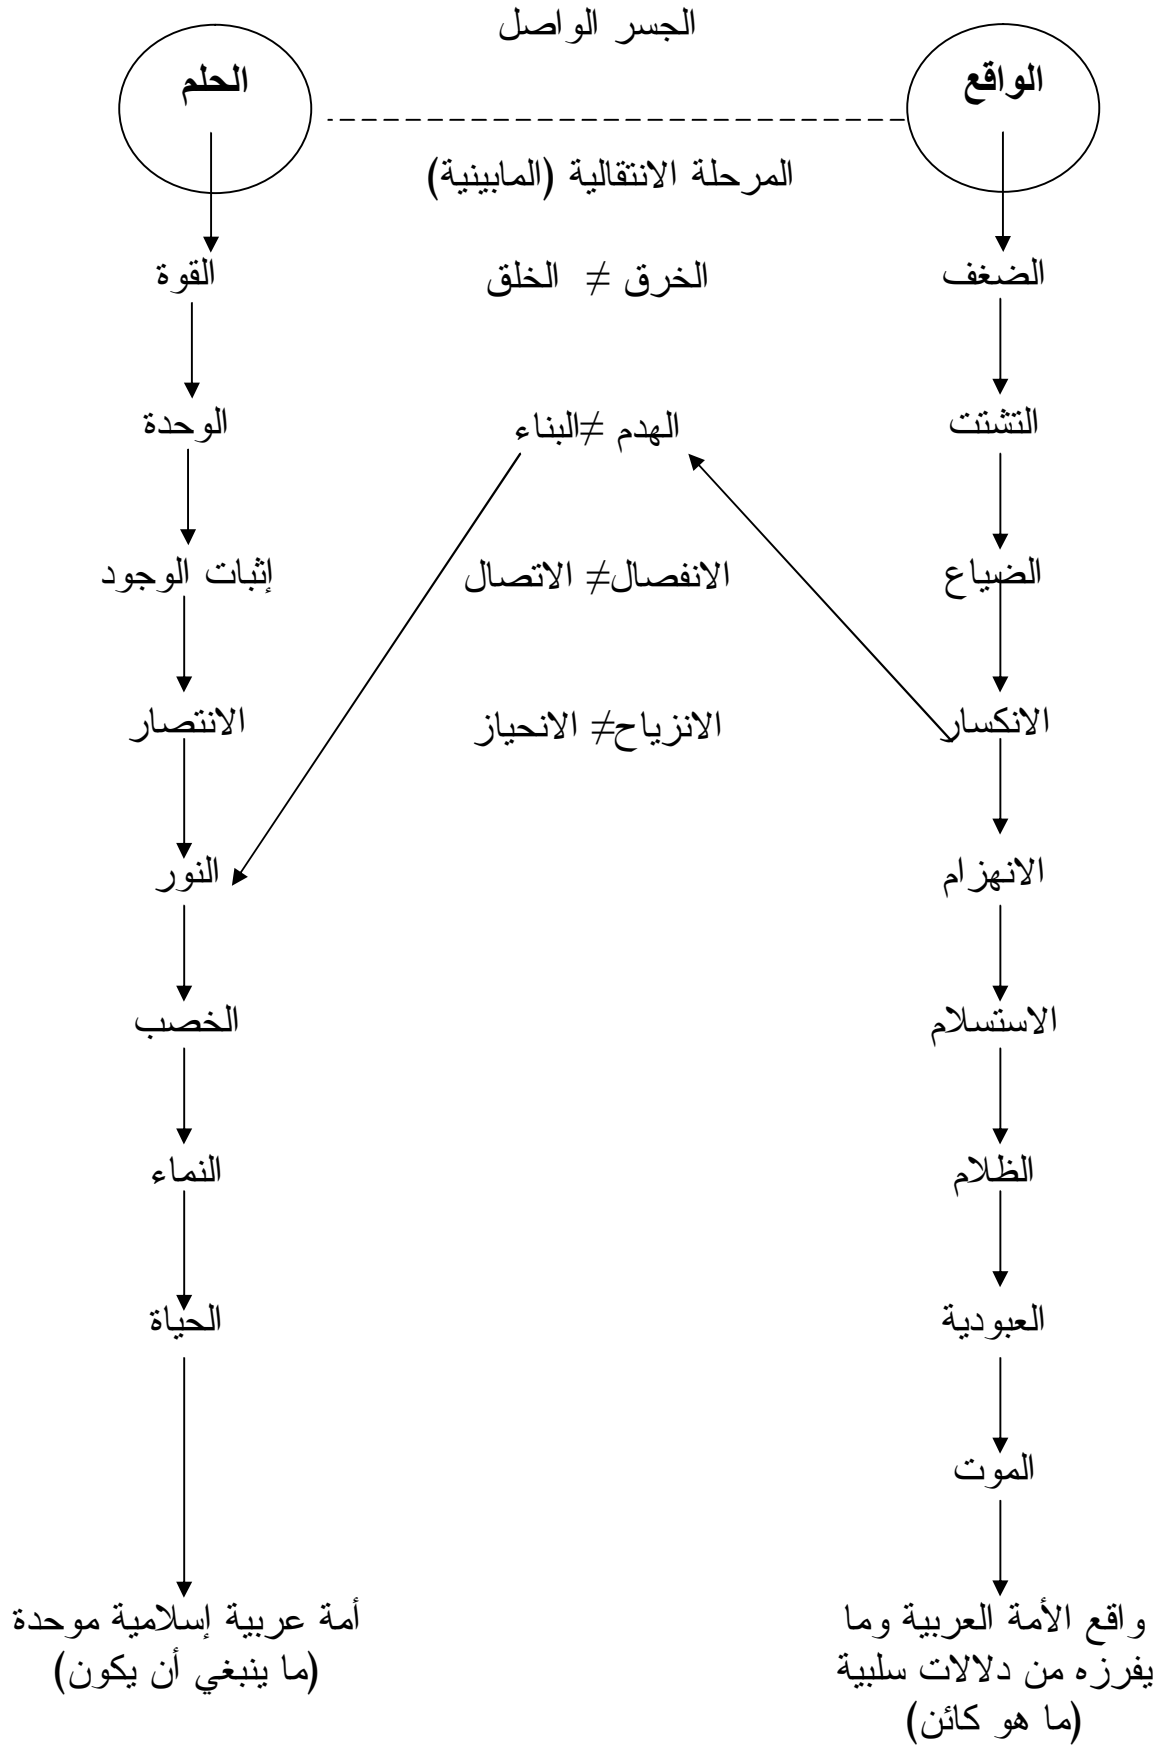 الجسر الواصل
الواقع
الحلم
المرحلة الانتقالية (المابينية)
الضغف
الخرق ≠ الخلق
القوة
التشتت
الهدم ≠البناء
الوحدة
الضياع
الانفصال≠ الاتصال
إثبات الوجود
الانكسار
الانزياح≠ الانحياز
الانتصار
الانهزام
النور
الاستسلام
الخصب
الظلام
النماء
العبودية
الحياة
الموت
واقع الأمة العربية وما
يفرزه من دلالات سلبية
(ما هو كائن)
أمة عربية إسلامية موحدة
(ما ينبغي أن يكون)